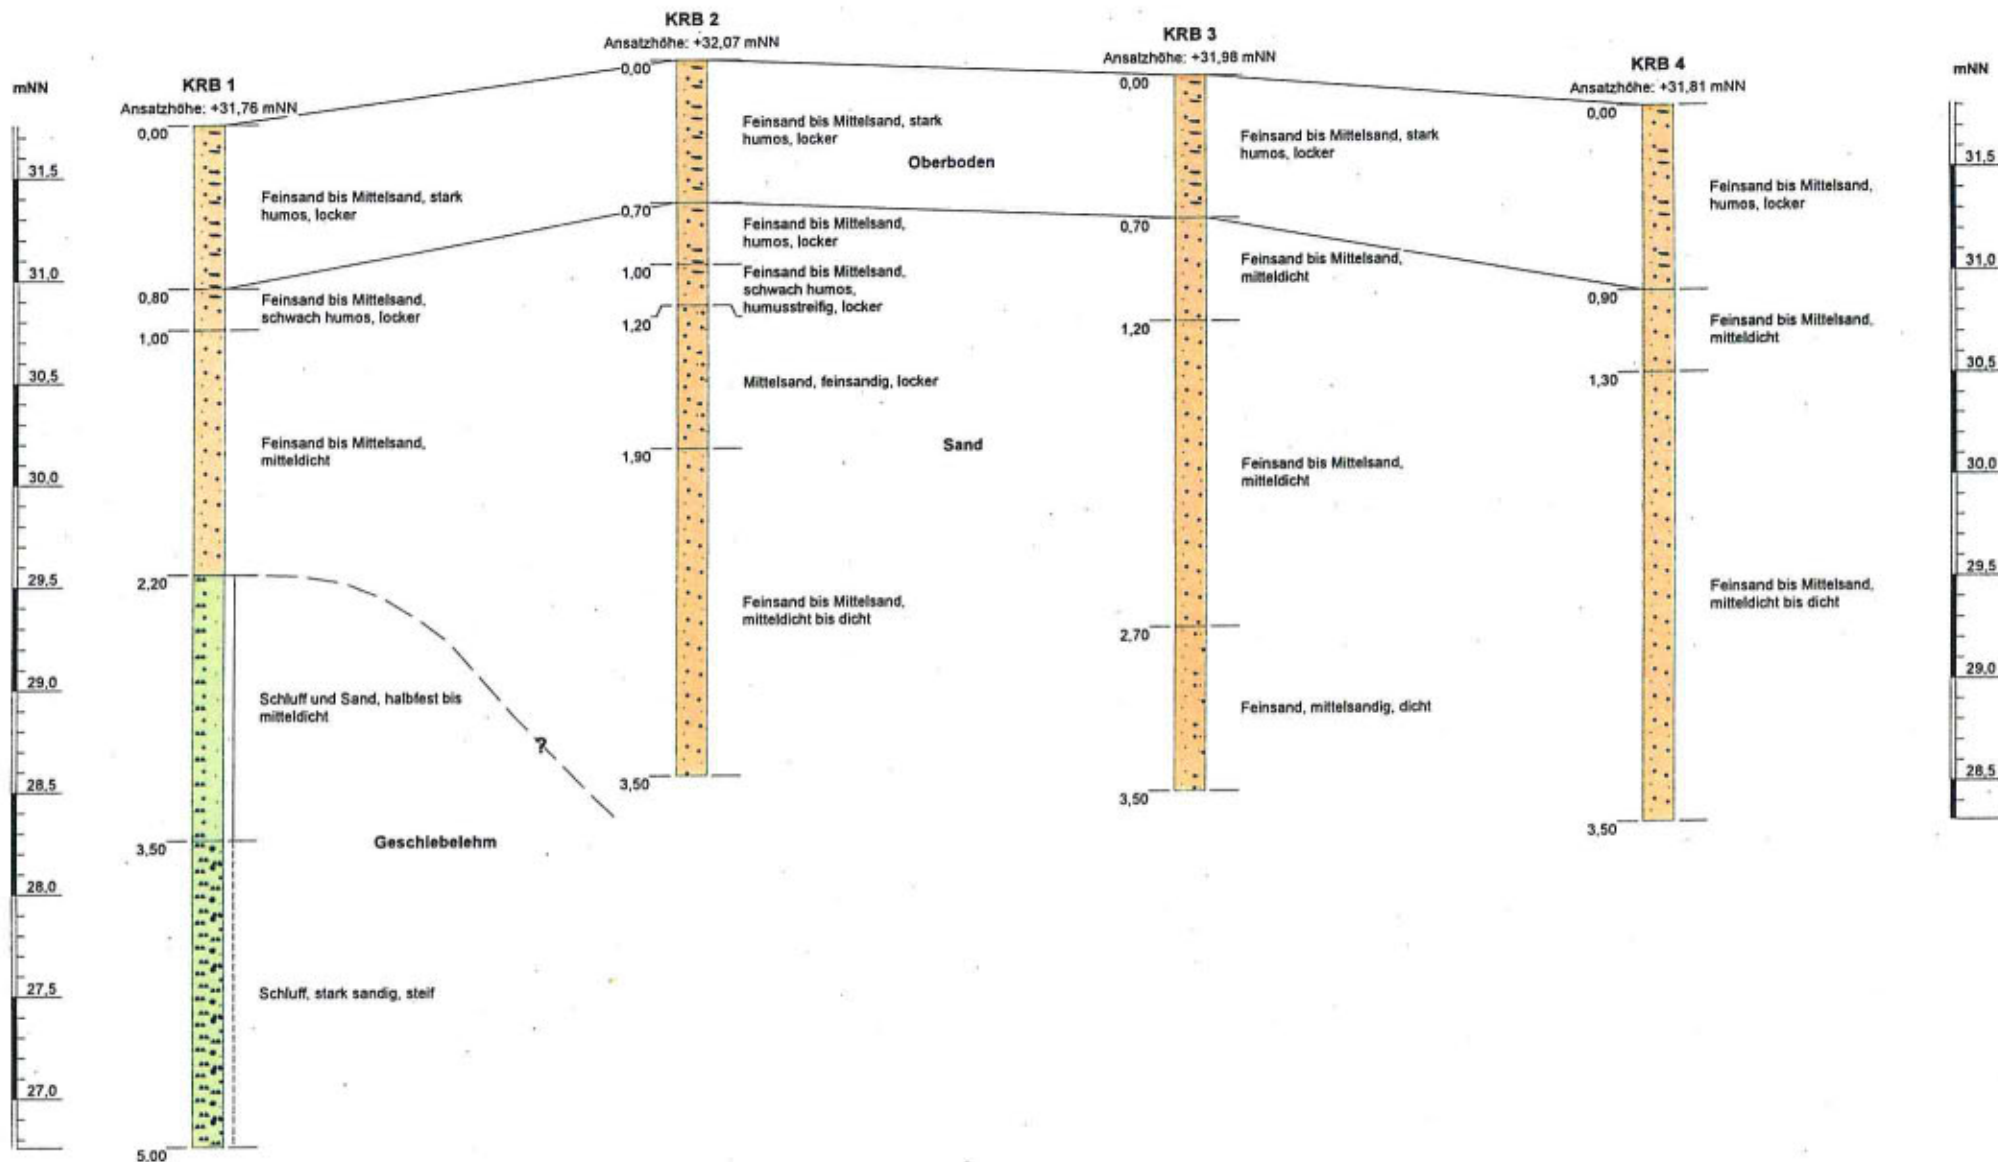 mNN
31,5
31,0
30,5
30,0
29,5
29,0
28,5
28,0
27,5
27,0
KRB 1
Ansatzhöhe: +31,76 mNN
0,00
Feinsand bis Mittelsand, stark
humos, locker
0,80
Feinsand bis Mittelsand,
schwach humos, locker
1,00
Feinsand bis Mittelsand,
mitteldicht
2,20
Schluff und Sand, halbfest bis
mitteldicht
3,50
Schluff, stark sandig, steif
5,00
?
Geschiebelehm
KRB 2
Ansatzhöhe: +32,07 mNN
0,00
Feinsand bis Mittelsand, stark
humos, locker
0,70
Feinsand bis Mittelsand,
humos, locker
1,00
Feinsand bis Mittelsand,
schwach humos,
humusstreifig, locker
1,20
Mittelsand, feinsandig, locker
1,90
Feinsand bis Mittelsand,
mitteldicht bis dicht
3,50
Oberboden
Sand
KRB 3
Ansatzhöhe: +31,98 mNN
0,00
Feinsand bis Mittelsand, stark
humos, locker
0,70
Feinsand bis Mittelsand,
mitteldicht
1,20
Feinsand bis Mittelsand,
mitteldicht
2,70
Feinsand, mittelsandig, dicht
3,50
KRB 4
Ansatzhöhe: +31,81 mNN
0,00
Feinsand bis Mittelsand,
humos, locker
0,90
Feinsand bis Mittelsand,
mitteldicht
1,30
Feinsand bis Mittelsand,
mitteldicht bis dicht
3,50
mNN
31,5
31,0
30,5
30,0
29,5
29,0
28,5